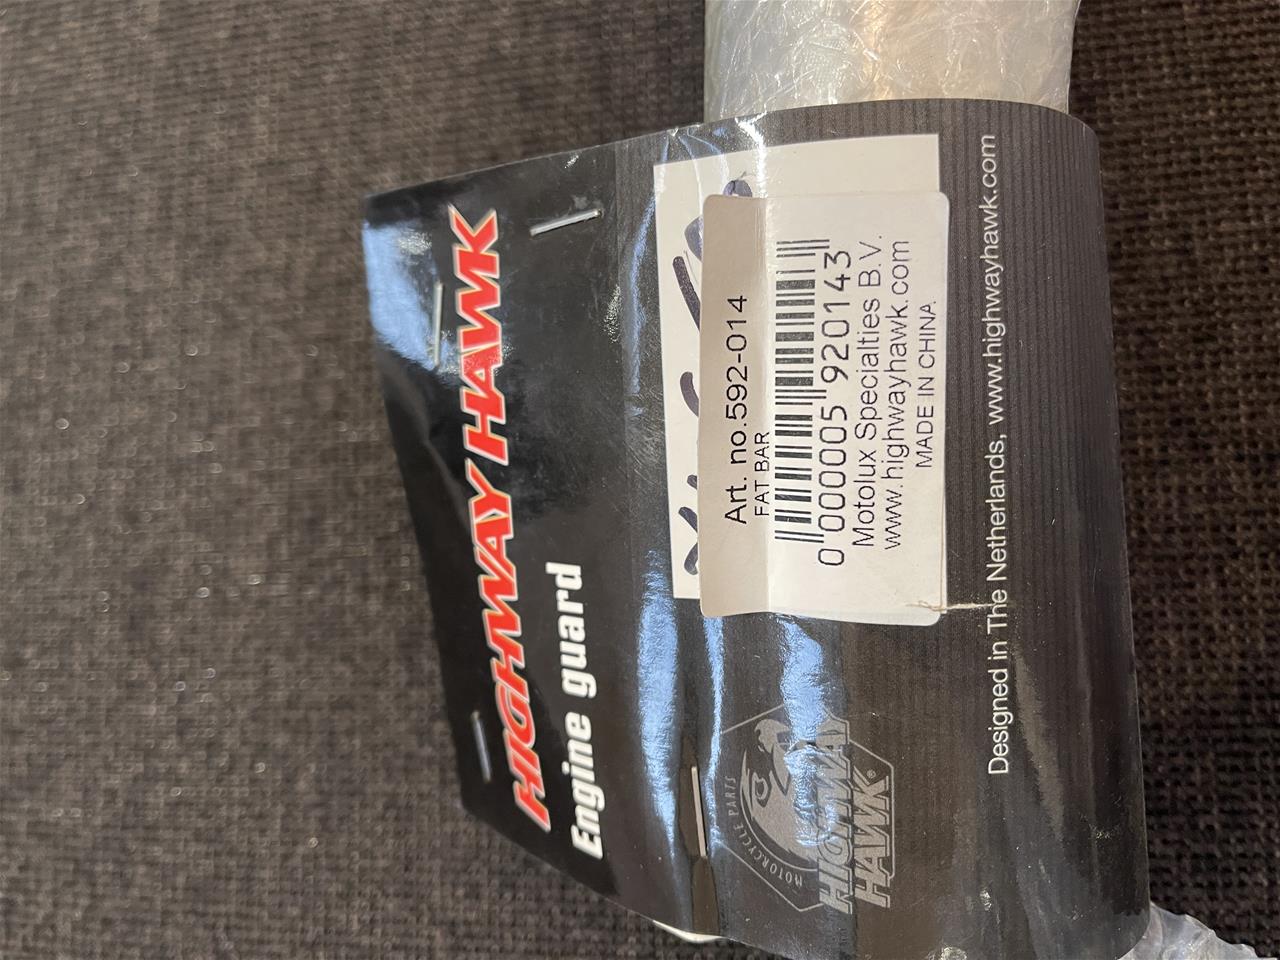 HIGHWAY HAWK
Engine guard
Art. no.592-014
FAT BAR
0 000005 920143
Motolux Specialties B.V.
www.highwayhawk.com
MADE IN CHINA
MOTORCYCLE PARTS
HIGHWAY
HAWK®
Designed in The Netherlands, www.highwayhawk.com